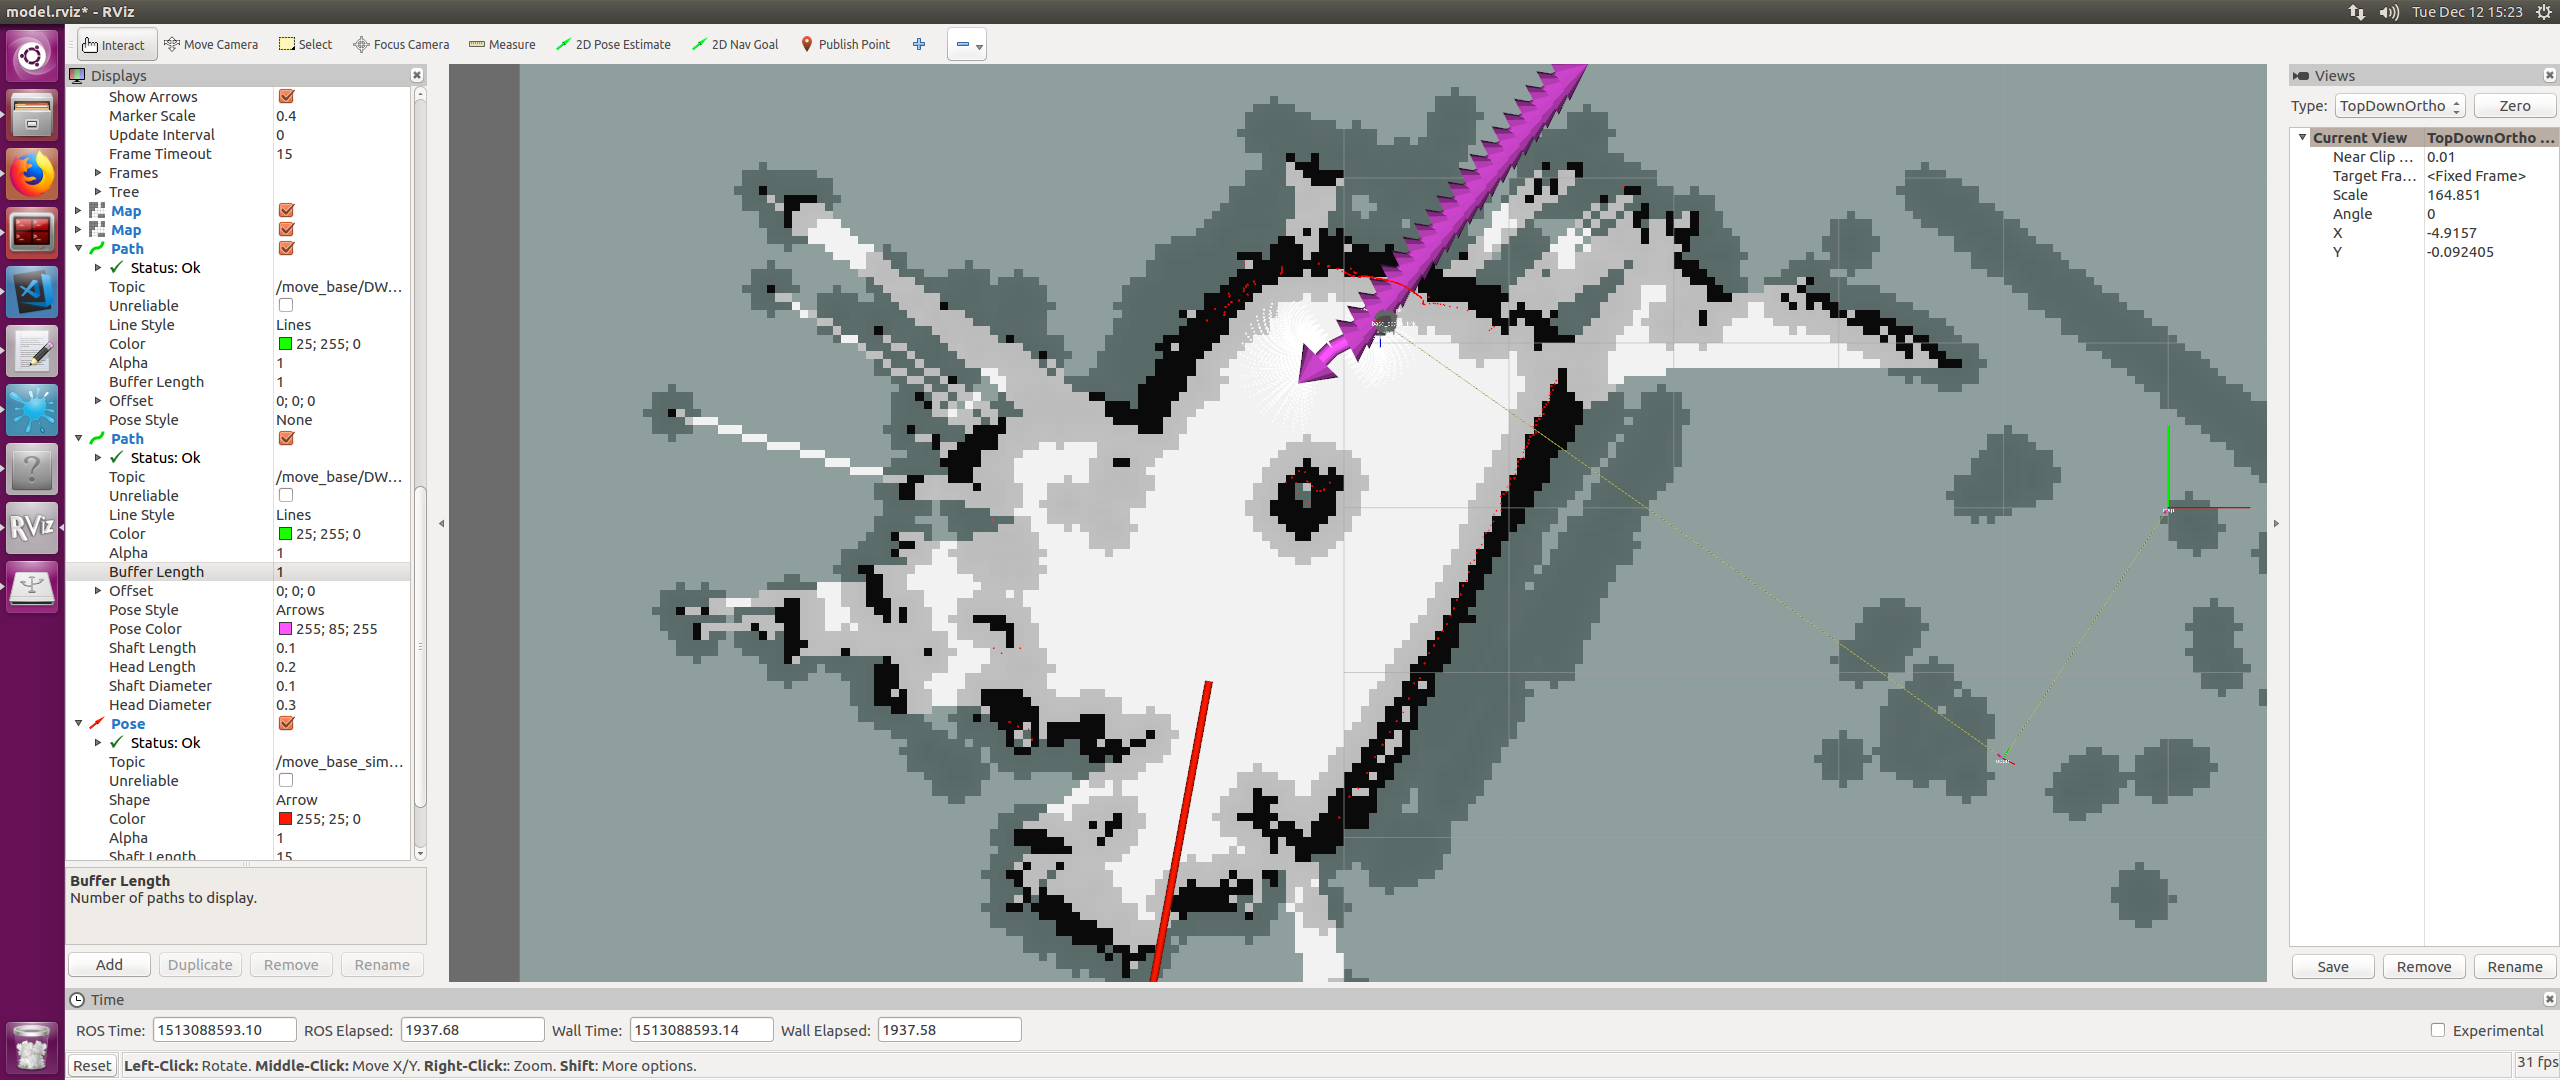 model.rviz* - RViz
Tue Dec 12 15:23
Interact Move Camera Select Focus Camera Measure 2D Pose Estimate 2D Nav Goal Publish Point
Displays
Show Arrows
Marker Scale 0.4
Update Interval 0
Frame Timeout 15
Frames
Tree
Map
Map
Path
Status: Ok
Topic /move_base/DW...
Unreliable
Line Style Lines
Color 25; 255; 0
Alpha 1
Buffer Length 1
Offset 0; 0; 0
Pose Style None
Path
Status: Ok
Topic /move_base/DW...
Unreliable
Line Style Lines
Color 25; 255; 0
Alpha 1
Buffer Length 1
Offset 0; 0; 0
Pose Style Arrows
Pose Color 255; 85; 255
Shaft Length 0.1
Head Length 0.2
Shaft Diameter 0.1
Head Diameter 0.3
Pose
Status: Ok
Topic /move_base_sim...
Unreliable
Shape Arrow
Color 255; 25; 0
Alpha 1
Shaft Length 15
Buffer Length
Number of paths to display.
Add Duplicate Remove Rename
RViz
map
Views
Type: TopDownOrtho Zero
Current View TopDownOrtho ...
Near Clip ... 0.01
Target Fra... <Fixed Frame>
Scale 164.851
Angle 0
X -4.9157
Y -0.092405
Save Remove Rename
Time
ROS Time: 1513088593.10 ROS Elapsed: 1937.68 Wall Time: 1513088593.14 Wall Elapsed: 1937.58 Experimental
Reset Left-Click: Rotate. Middle-Click: Move X/Y. Right-Click:: Zoom. Shift: More options. 31 fps